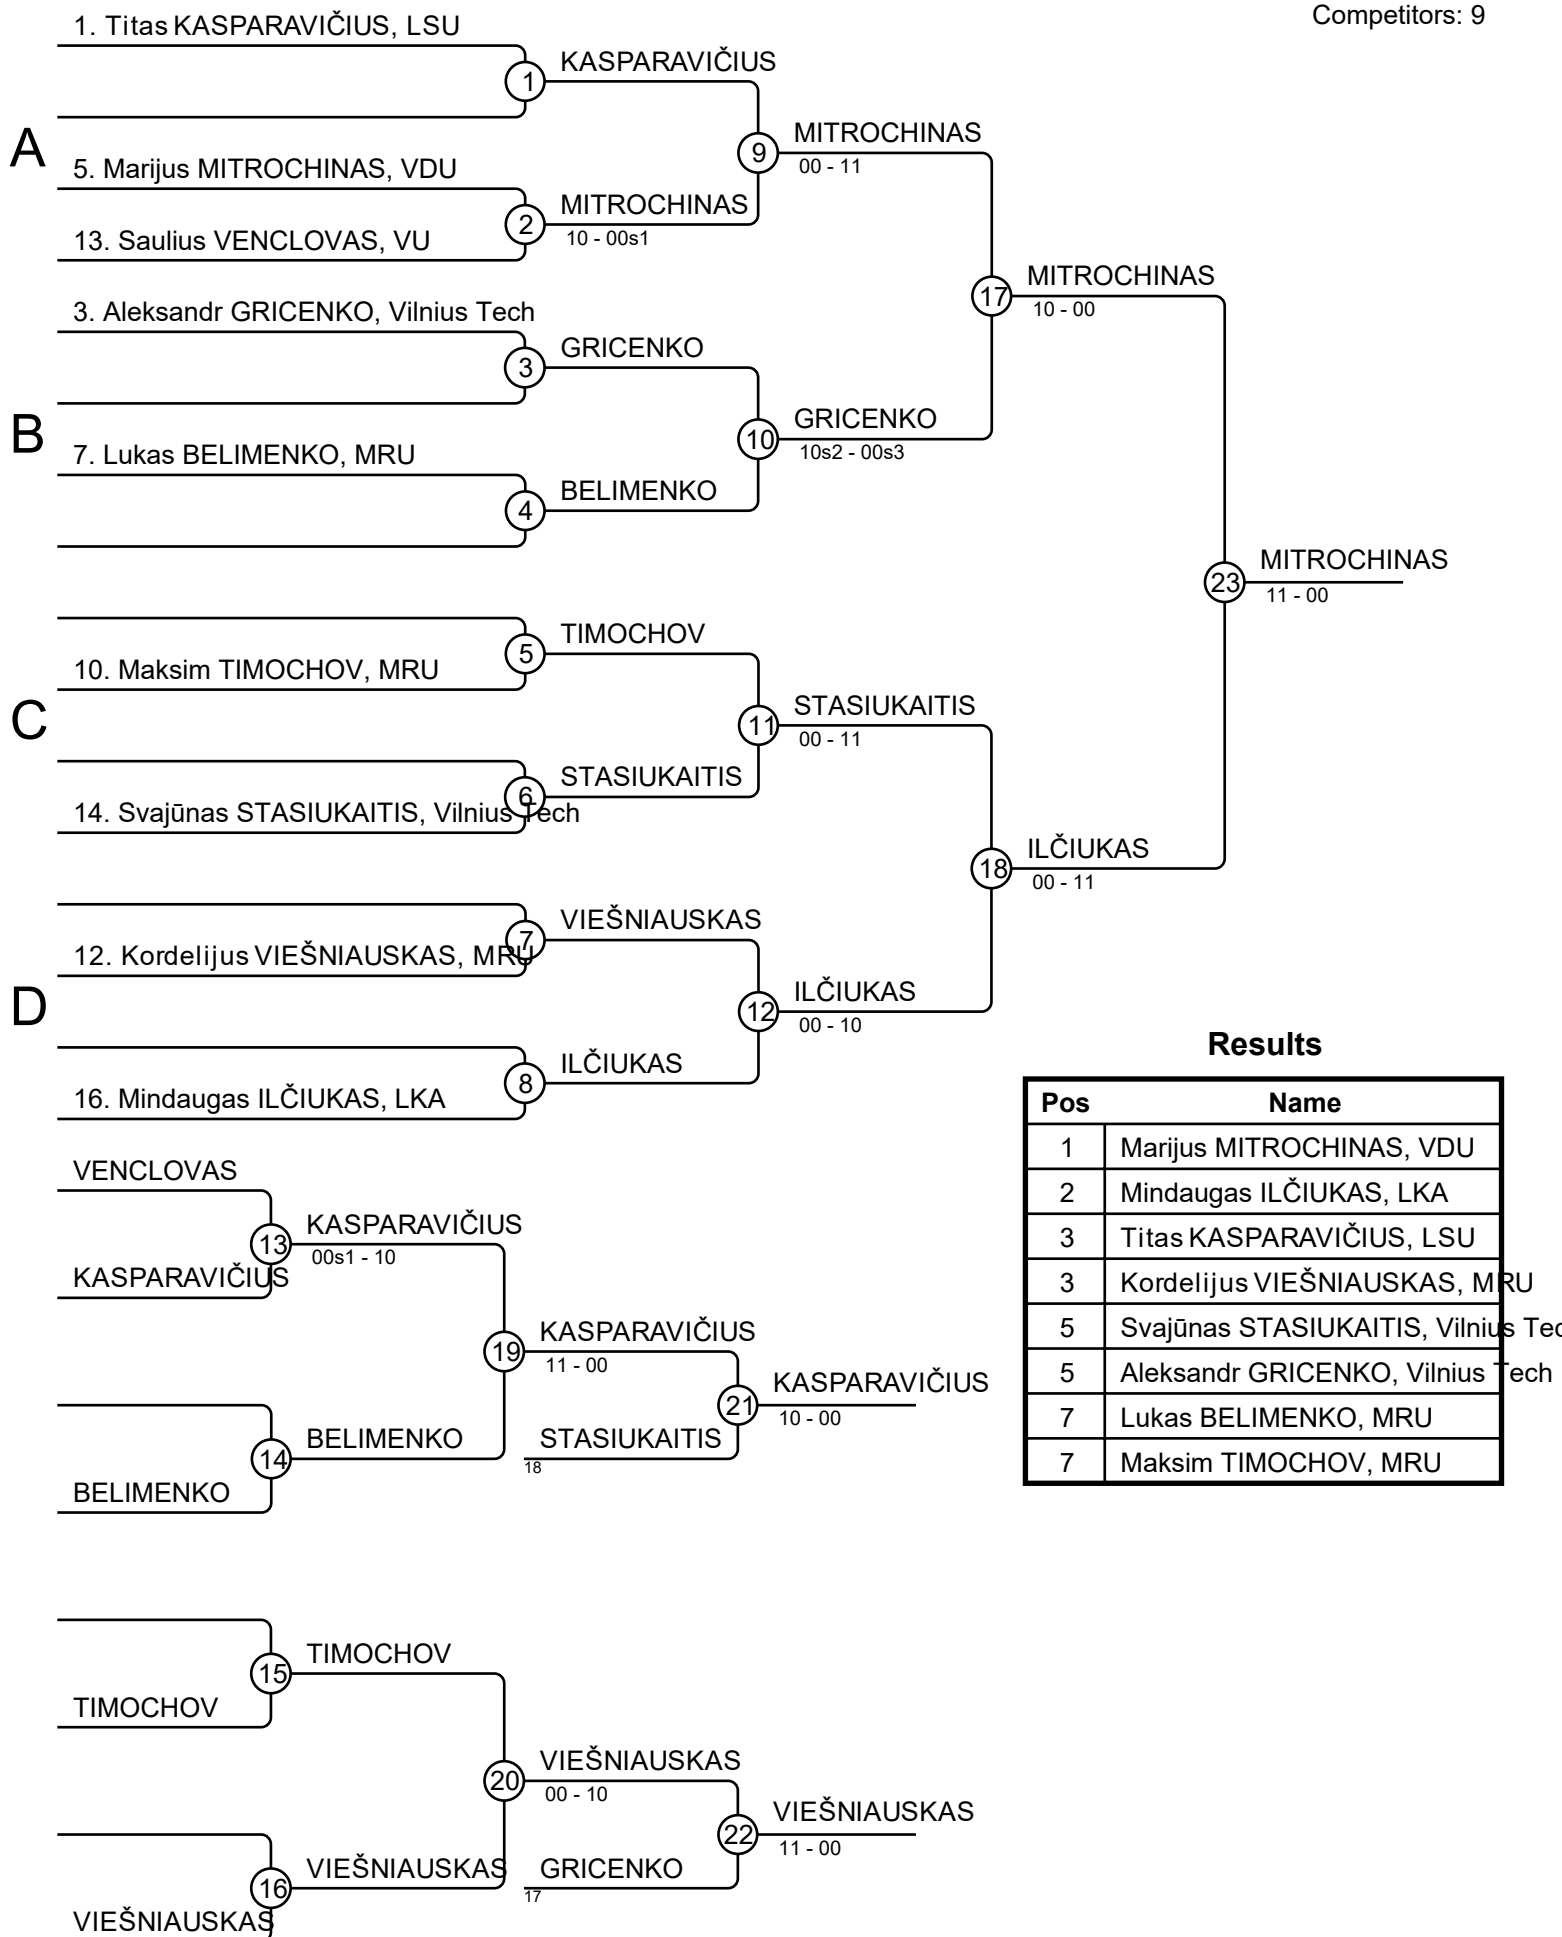 Competitors: 9
1. Titas KASPARAVIČIUS, LSU
1
KASPARAVIČIUS
A
9
MITROCHINAS
00 - 11
5. Marijus MITROCHINAS, VDU
2
MITROCHINAS
10 - 00s1
13. Saulius VENCLOVAS, VU
17
MITROCHINAS
10 - 00
3. Aleksandr GRICENKO, Vilnius Tech
3
GRICENKO
B
10
GRICENKO
10s2 - 00s3
7. Lukas BELIMENKO, MRU
4
BELIMENKO
23
MITROCHINAS
11 - 00
5
TIMOCHOV
10. Maksim TIMOCHOV, MRU
C
11
STASIUKAITIS
00 - 11
6
STASIUKAITIS
14. Svajūnas STASIUKAITIS, Vilnius Tech
18
ILČIUKAS
00 - 11
7
VIEŠNIAUSKAS
12. Kordelijus VIEŠNIAUSKAS, MRU
D
12
ILČIUKAS
00 - 10
8
ILČIUKAS
16. Mindaugas ILČIUKAS, LKA
Results
Pos Name
1 Marijus MITROCHINAS, VDU
2 Mindaugas ILČIUKAS, LKA
3 Titas KASPARAVIČIUS, LSU
3 Kordelijus VIEŠNIAUSKAS, MRU
5 Svajūnas STASIUKAITIS, Vilnius
5 Aleksandr GRICENKO, Vilnius Tech
7 Lukas BELIMENKO, MRU
7 Maksim TIMOCHOV, MRU
VENCLOVAS
13
KASPARAVIČIUS
00s1 - 10
KASPARAVIČIUS
19
KASPARAVIČIUS
11 - 00
21
KASPARAVIČIUS
10 - 00
14
BELIMENKO
STASIUKAITIS
18
BELIMENKO
15
TIMOCHOV
TIMOCHOV
20
VIEŠNIAUSKAS
00 - 10
22
VIEŠNIAUSKAS
11 - 00
16
VIEŠNIAUSKAS
GRICENKO
17
VIEŠNIAUSKAS